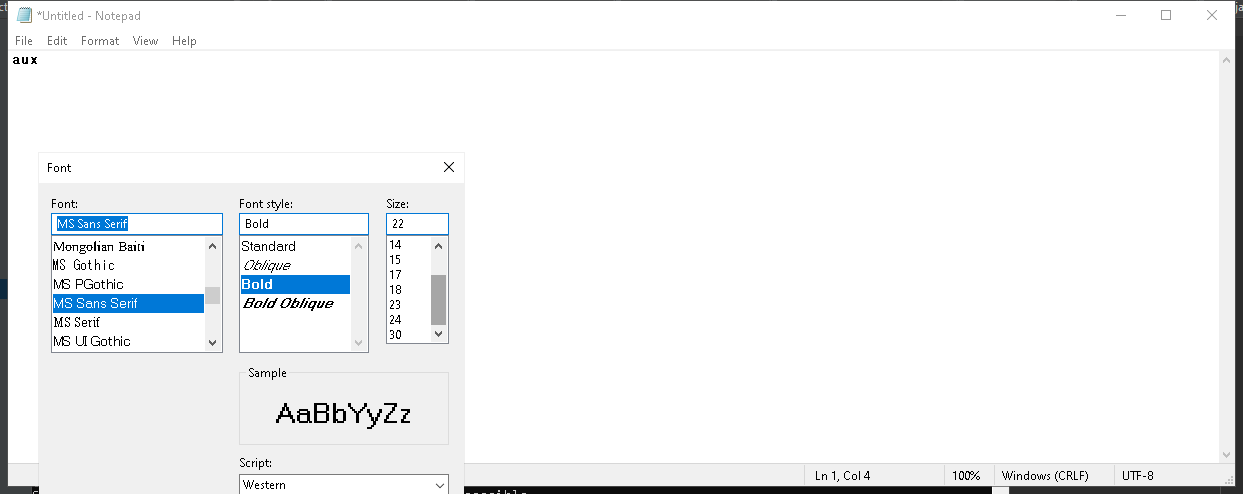 *Untitled - Notepad
File Edit Format View Help
aux
Font
Font: Font style: Size:
MS Sans Serif Bold 22
Mongolian Baiti Standard 14
MS Gothic Oblique 15
MS PGothic Bold 17
MS Sans Serif Bold Oblique 18
MS Serif 23
MS UI Gothic 24
30
Sample
AaBbYyZz
Script:
Western
Ln 1, Col 4 100% Windows (CRLF) UTF-8